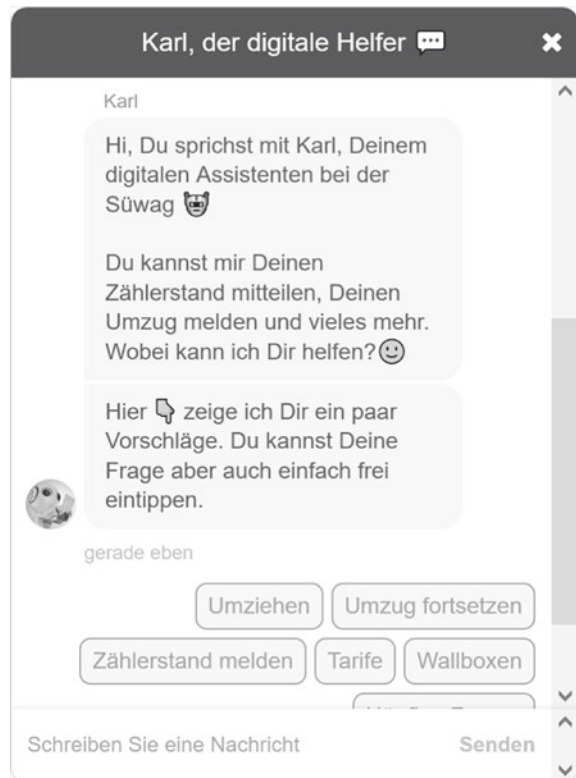 Karl, der digitale Helfer 💬
Karl
Hi, Du sprichst mit Karl, Deinem
digitalen Assistenten bei der
Süwag 🤖
Du kannst mir Deinen
Zählerstand mitteilen, Deinen
Umzug melden und vieles mehr.
Wobei kann ich Dir helfen?🙂
Hier 👇 zeige ich Dir ein paar
Vorschläge. Du kannst Deine
Frage aber auch einfach frei
eintippen.
gerade eben
Umziehen Umzug fortsetzen
Zählerstand melden Tarife Wallboxen
Schreiben Sie eine Nachricht Senden